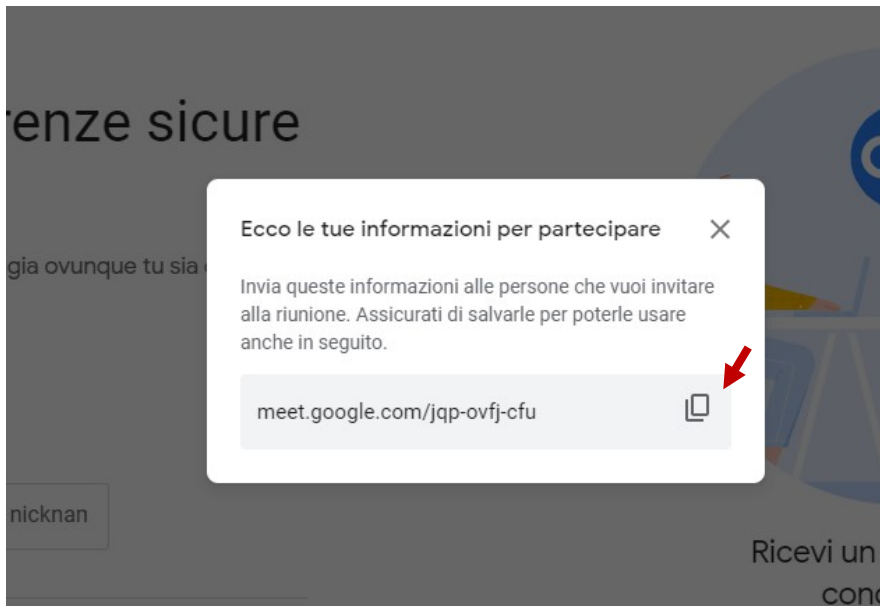 renze sicure
Ecco le tue informazioni per partecipare
gia ovunque tu sia
Invia queste informazioni alle persone che vuoi invitare
alla riunione. Assicurati di salvarle per poterle usare
anche in seguito.
meet.google.com/jqp-ovfj-cfu
nicknan
Ricevi un
cond